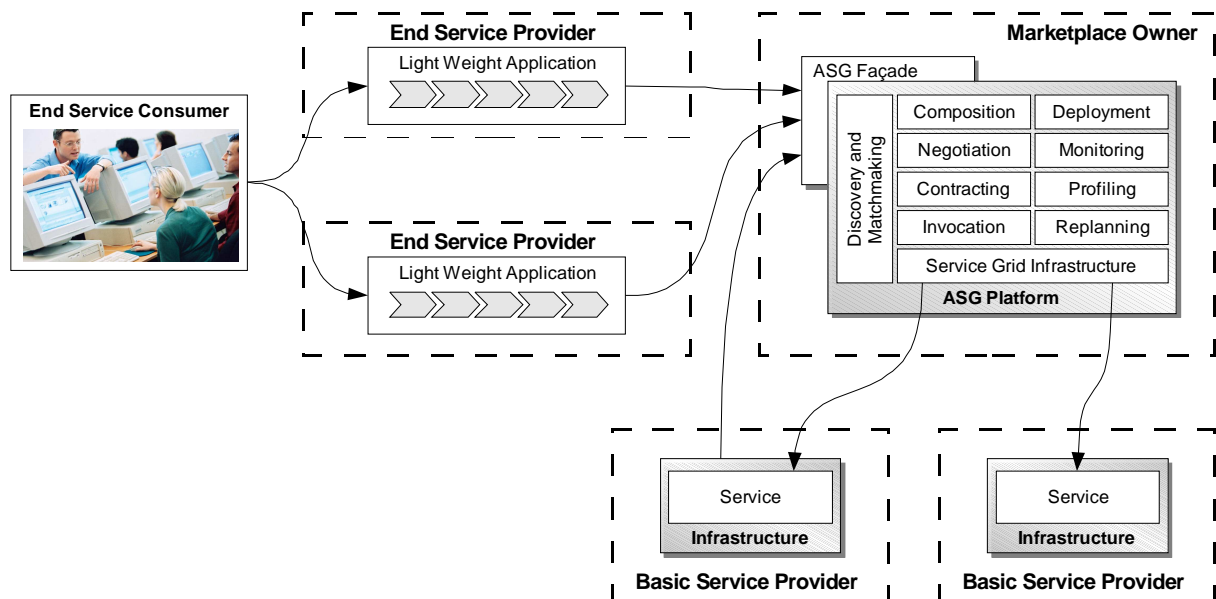 End Service Consumer
End Service Provider
Light Weight Application
End Service Provider
Light Weight Application
Marketplace Owner
ASG Façade
Discovery and
Matchmaking
Composition
Deployment
Negotiation
Monitoring
Contracting
Profiling
Invocation
Replanning
Service Grid Infrastructure
ASG Platform
Service
Infrastructure
Basic Service Provider
Service
Infrastructure
Basic Service Provider